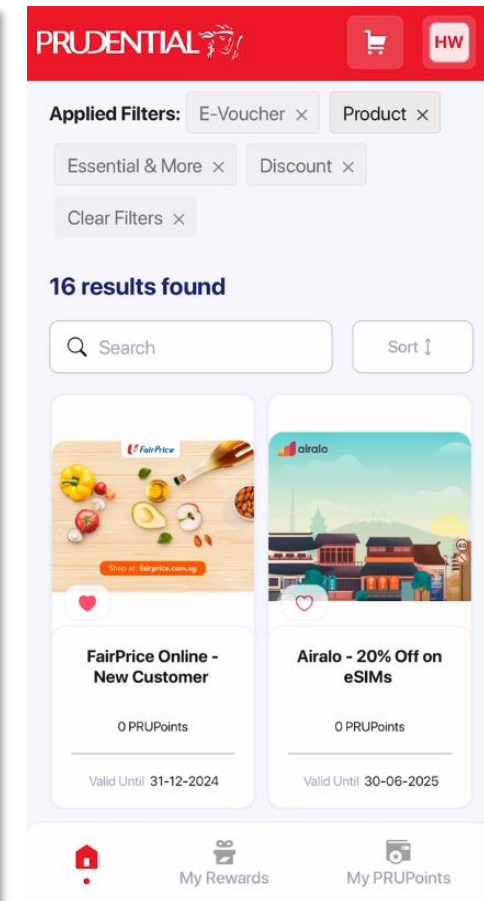 PRUDENTIAL
HW
Applied Filters: E-Voucher × Product ×
Essential & More × Discount ×
Clear Filters ×
16 results found
Search
Sort
FairPrice
airalo
Shop at: fairprice.com.sg
40
FairPrice Online - New Customer
Airalo - 20% Off on eSIMs
0 PRUPoints
0 PRUPoints
Valid Until 31-12-2024
Valid Until 30-06-2025
My Rewards
My PRUPoints